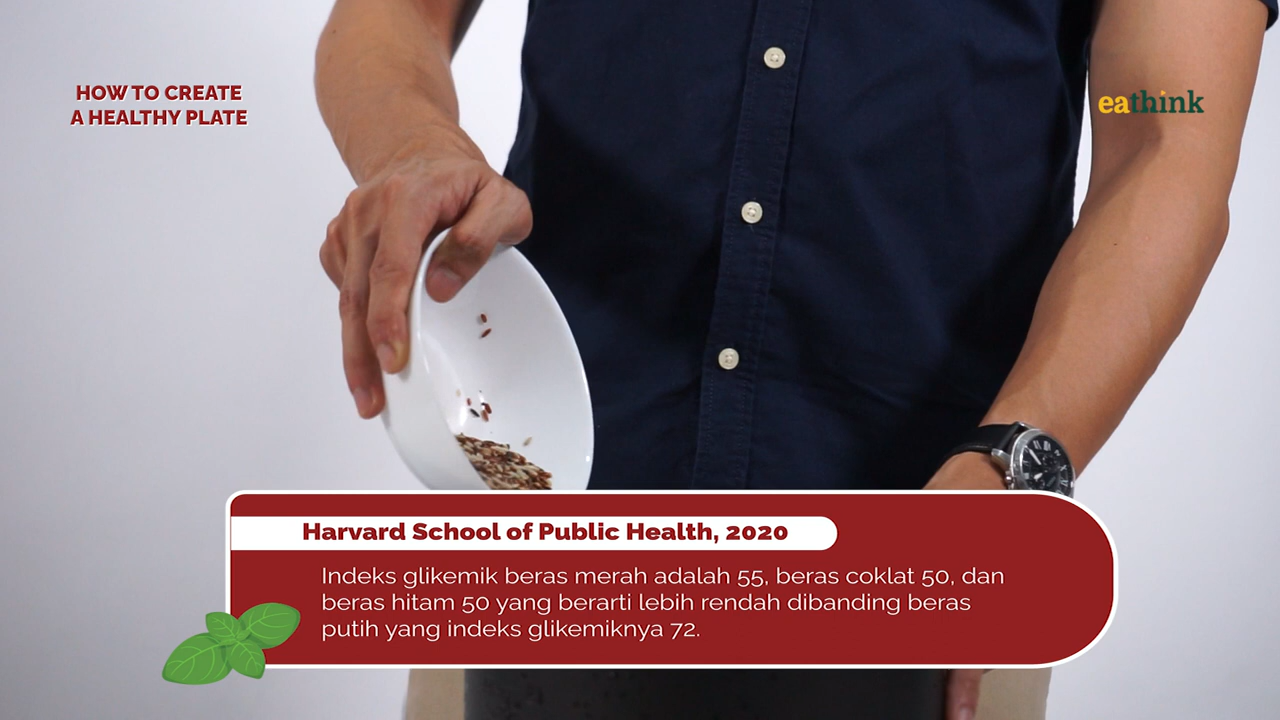 HOW TO CREATE
A HEALTHY PLATE
eathink
Harvard School of Public Health, 2020
Indeks glikemik beras merah adalah 55, beras coklat 50, dan
beras hitam 50 yang berarti lebih rendah dibanding beras
putih yang indeks glikemiknya 72.